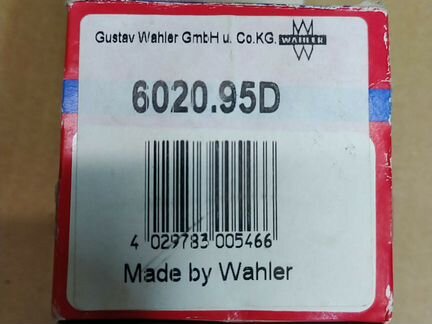 Gustav Wahler GmbH u. Co.KG. WAHLER
6020.95D
4 029783 005466
Made by Wahler